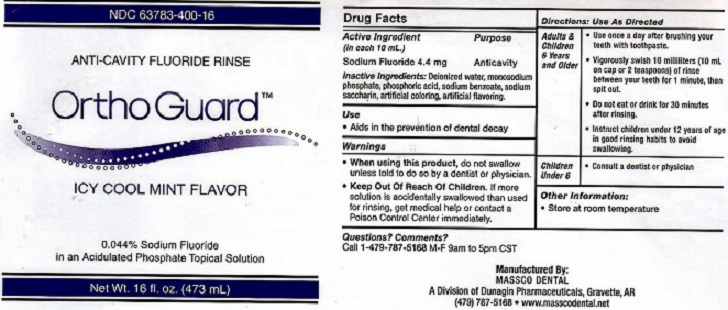 NDC 63783-400-16
ANTI-CAVITY FLUORIDE RINSE
OrthoGuard™
ICY COOL MINT FLAVOR
0.044% Sodium Fluoride
in an Acidulated Phosphate Topical Solution
Net Wt. 16 fl. oz. (473 mL)
Drug Facts
Active Ingredient Purpose
(in each 10 mL.)
Sodium Fluoride 4.4 mg Anticavity
Inactive Ingredients: Deionized water, monosodium
phosphate, phosphoric acid, sodium benzoate, sodium
saccharin, artificial coloring, artificial flavoring.
Use
• Aids in the prevention of dental decay
Warnings
• When using this product, do not swallow
unless told to do so by a dentist or physician.
• Keep Out Of Reach Of Children. If more
solution is accidentally swallowed than used
for rinsing, get medical help or contact a
Poison Control Center immediately.
Questions? Comments?
Call 1-479-787-5168 M-F 9am to 5pm CST
Directions: Use As Directed
Adults &
Children
6 Years
and Older
• Use once a day after brushing your
teeth with toothpaste.
• Vigorously swish 10 milliliters (10 mL
on cap or 2 teaspoons) of rinse
between your teeth for 1 minute, then
spit out.
• Do not eat or drink for 30 minutes
after rinsing.
• Instruct children under 12 years of age
in good rinsing habits to avoid
swallowing.
Children
Under 6
• Consult a dentist or physician
Other Information:
• Store at room temperature
Manufactured By:
MASSCO DENTAL
A Division of Dunagin Pharmaceuticals, Gravette, AR
(479) 787-5168 • www.masscodental.net